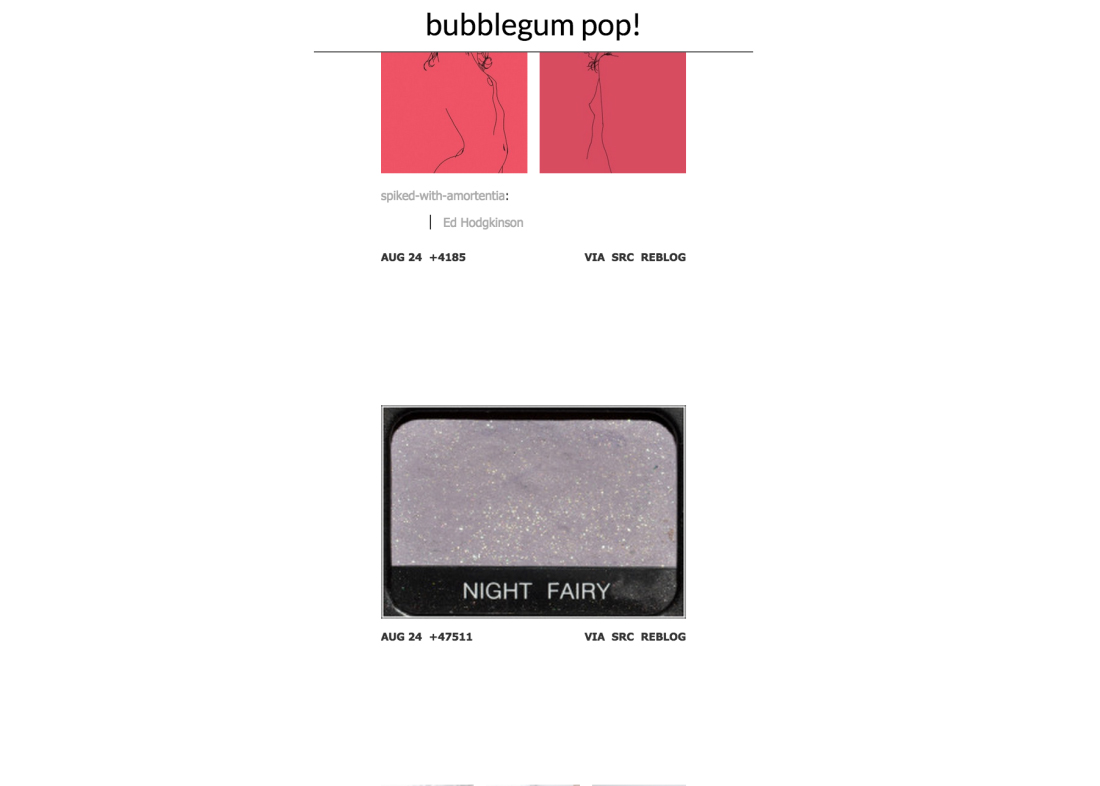 bubblegum pop!
spiked-with-amortentia:
Ed Hodgkinson
AUG 24 +4185 VIA SRC REBLOG
NIGHT FAIRY
AUG 24 +47511 VIA SRC REBLOG